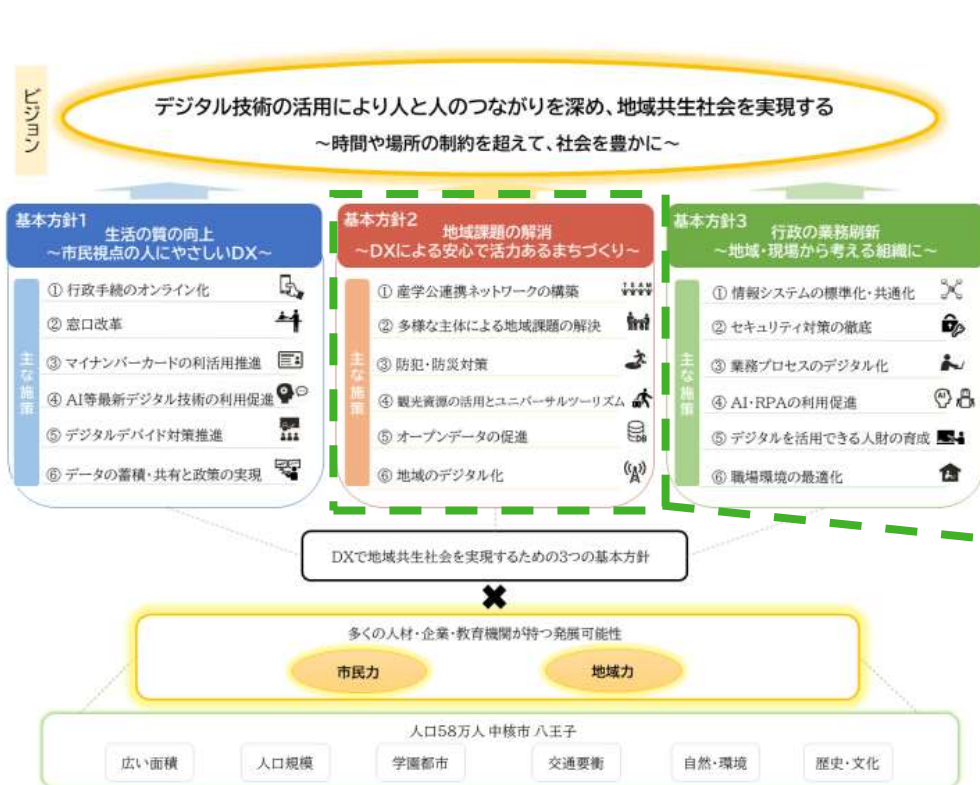 ビジョン
デジタル技術の活用により人と人のつながりを深め、地域共生社会を実現する
～時間や場所の制約を超えて、社会を豊かに～
基本方針1
生活の質の向上
～市民視点の人にやさしいDX～
主な施策
① 行政手続のオンライン化
② 窓口改革
③ マイナンバーカードの利活用推進
④ AI等最新デジタル技術の利用促進
⑤ デジタルデバイド対策推進
⑥ データの蓄積・共有と政策の実現
基本方針2
地域課題の解消
～DXによる安心で活力あるまちづくり～
主な施策
① 産学公連携ネットワークの構築
TEAM
② 多様な主体による地域課題の解決
③ 防犯・防災対策
④ 観光資源の活用とユニバーサルツーリズム
⑤ オープンデータの促進
DB
⑥ 地域のデジタル化
基本方針3
行政の業務刷新
～地域・現場から考える組織に～
主な施策
① 情報システムの標準化・共通化
② セキュリティ対策の徹底
③ 業務プロセスのデジタル化
④ AI・RPAの利用促進
AI
⑤ デジタルを活用できる人財の育成
⑥ 職場環境の最適化
DXで地域共生社会を実現するための3つの基本方針
多くの人材・企業・教育機関が持つ発展可能性
市民力
地域力
人口58万人 中核市 八王子
広い面積
人口規模
学園都市
交通要衝
自然・環境
歴史・文化